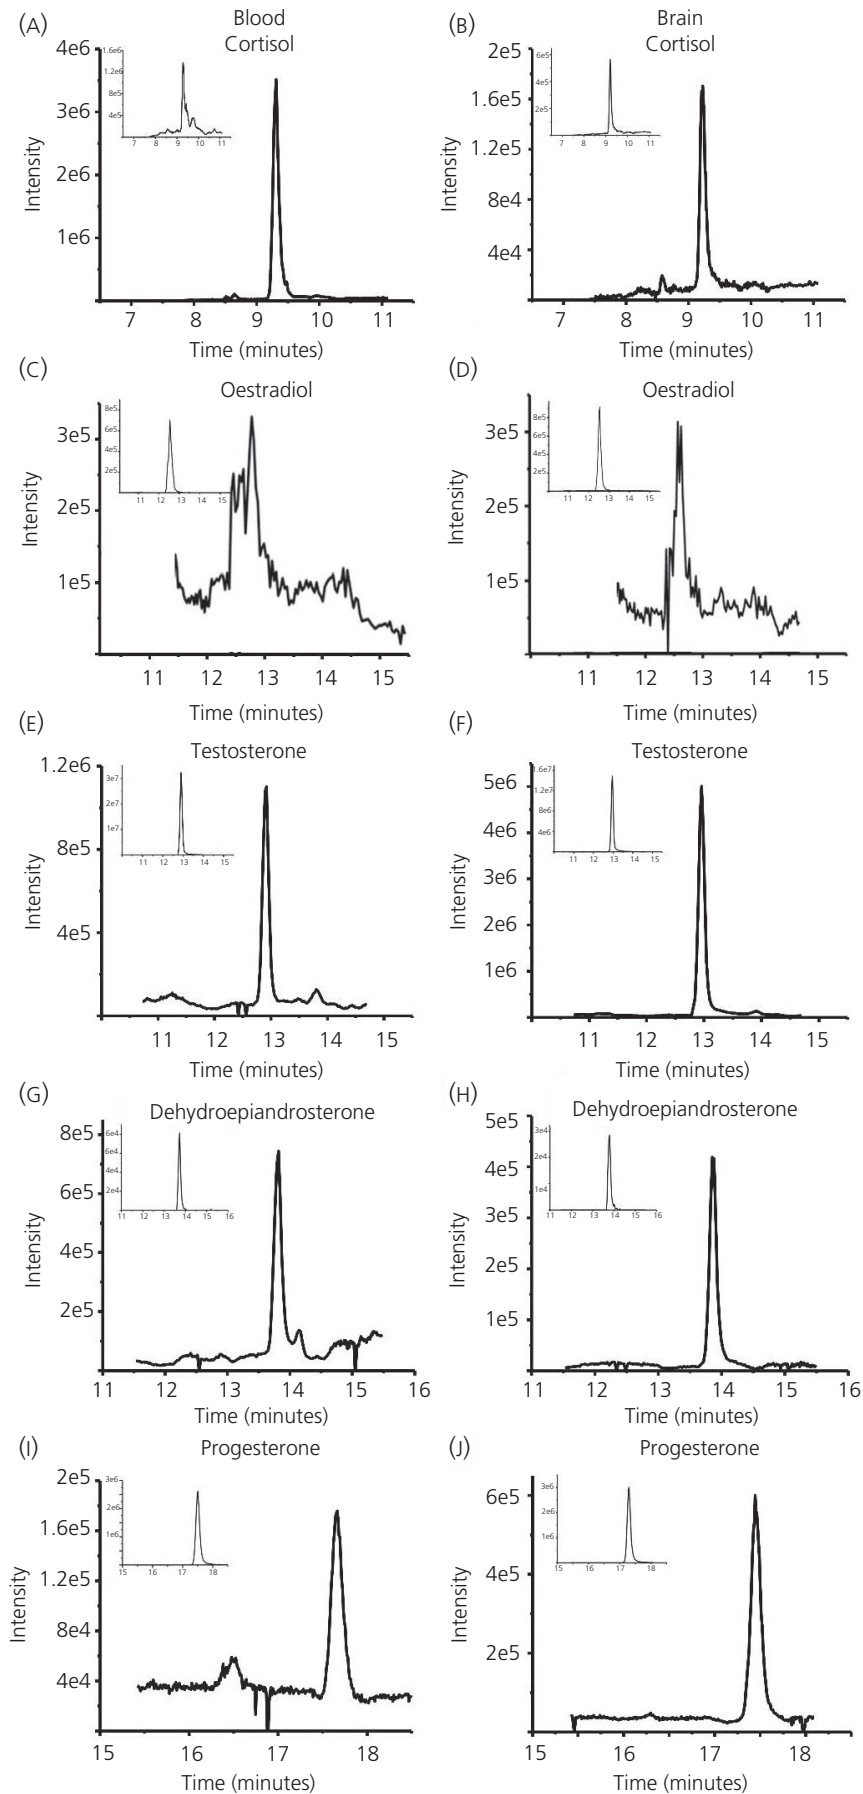 (A)
Blood
Cortisol
4e6
3e6
2e6
1e6
Intensity
1.6e6
1.2e6
8e5
4e5
7 8 9 10 11
7 8 9 10 11
Time (minutes)
(B)
Brain
Cortisol
2e5
1.6e5
1.2e5
8e4
4e4
Intensity
6e5
4e5
2e5
7 8 9 10 11
7 8 9 10 11
Time (minutes)
(C)
Oestradiol
3e5
2e5
1e5
Intensity
8e5
6e5
4e5
2e5
11 12 13 14 15
11 12 13 14 15
Time (minutes)
(D)
Oestradiol
3e5
2e5
1e5
Intensity
8e5
6e5
4e5
2e5
11 12 13 14 15
11 12 13 14 15
Time (minutes)
(E)
Testosterone
1.2e6
8e5
4e5
Intensity
3e7
2e7
1e7
11 12 13 14 15
11 12 13 14 15
Time (minutes)
(F)
Testosterone
5e6
4e6
3e6
2e6
1e6
Intensity
1.6e7
1.2e7
8e6
4e6
11 12 13 14 15
11 12 13 14 15
Time (minutes)
(G)
Dehydroepiandrosterone
8e5
6e5
4e5
2e5
Intensity
6e4
6e4
4e4
2e4
11 12 13 14 15 16
11 12 13 14 15 16
Time (minutes)
(H)
Dehydroepiandrosterone
5e5
4e5
3e5
2e5
1e5
Intensity
3e4
2e4
1e4
11 12 13 14 15 16
11 12 13 14 15 16
Time (minutes)
(I)
Progesterone
2e5
1.6e5
1.2e5
8e4
4e4
Intensity
3e6
2e6
1e6
15 16 17 18
15 16 17 18
Time (minutes)
(J)
Progesterone
6e5
4e5
2e5
Intensity
3e6
2e6
1e6
15 16 17 18
15 16 17 18
Time (minutes)